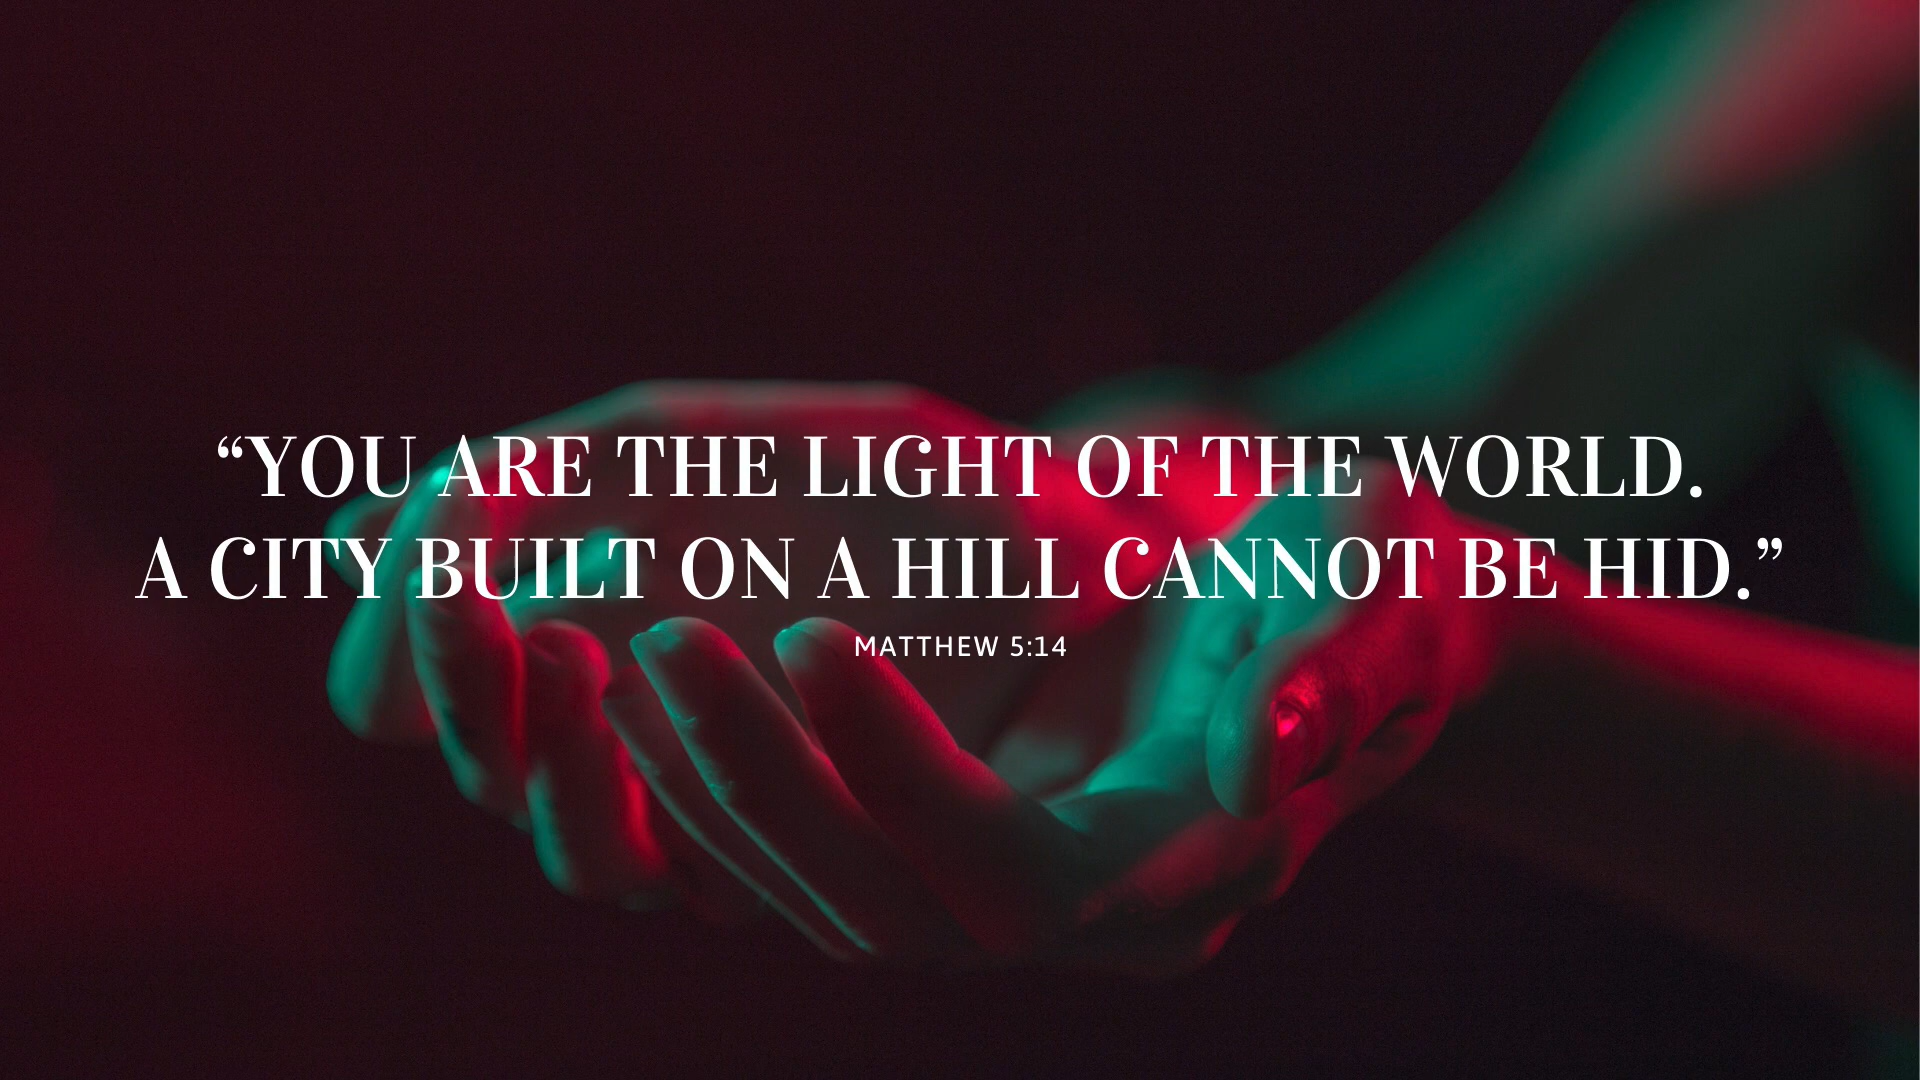 “YOU ARE THE LIGHT OF THE WORLD.
A CITY BUILT ON A HILL CANNOT BE HID.”
MATTHEW 5:14